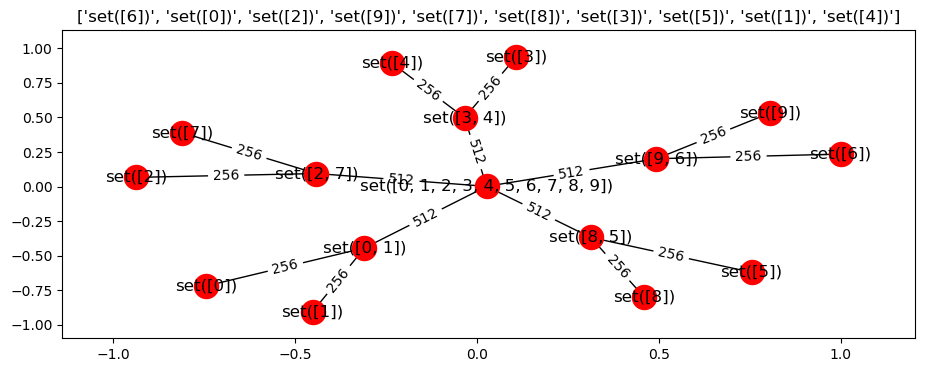 ['set([6])', 'set([0])', 'set([2])', 'set([9])', 'set([7])', 'set([8])', 'set([3])', 'set([5])', 'set([1])', 'set([4])']
1.00
0.75
0.50
0.25
0.00
−0.25
−0.50
−0.75
−1.00
set([4])
set([3])
256
256
set([3, 4])
set([9])
set([7])
256
256
512
set([9, 6])
256
set([6])
set([2])
256
set([2, 7])
512
512
set([0, 1, 2, 3, 4, 5, 6, 7, 8, 9])
512
512
set([0, 1])
set([8, 5])
256
256
256
256
set([0])
set([5])
set([1])
set([8])
−1.0
−0.5
0.0
0.5
1.0